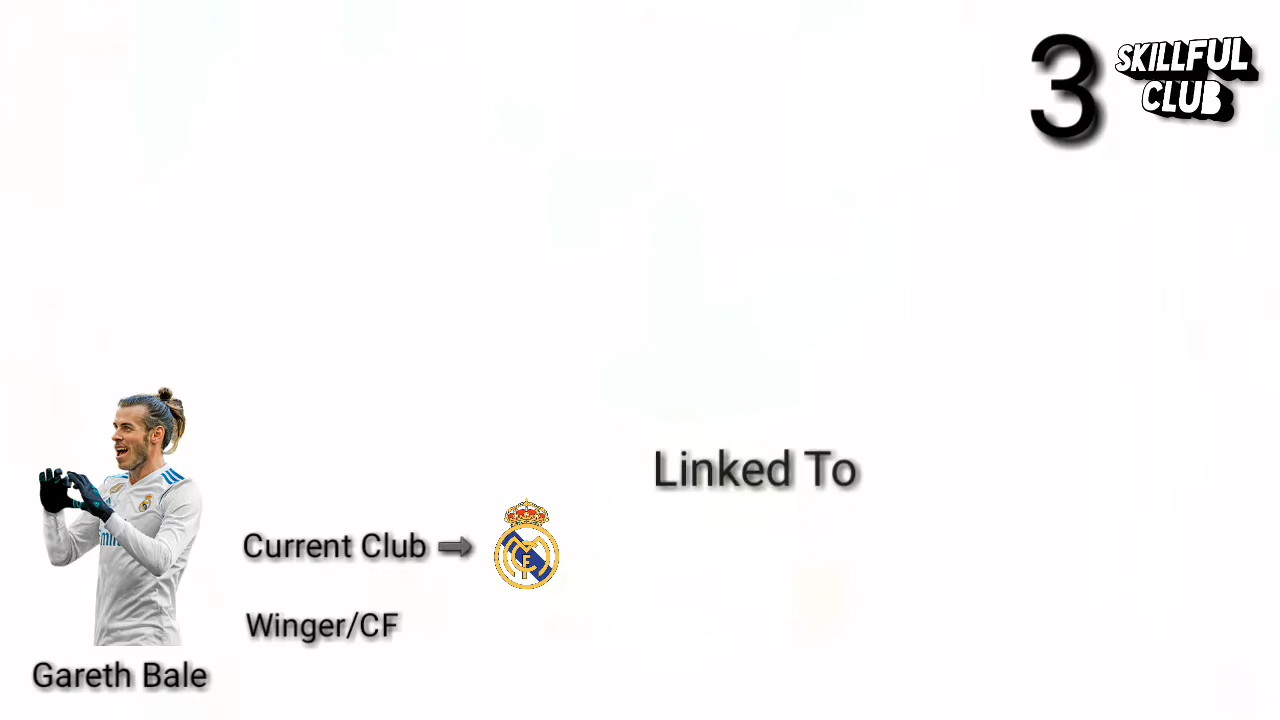 3
SKILLFUL
CLUB
Linked To
Current Club
Winger/CF
Gareth Bale